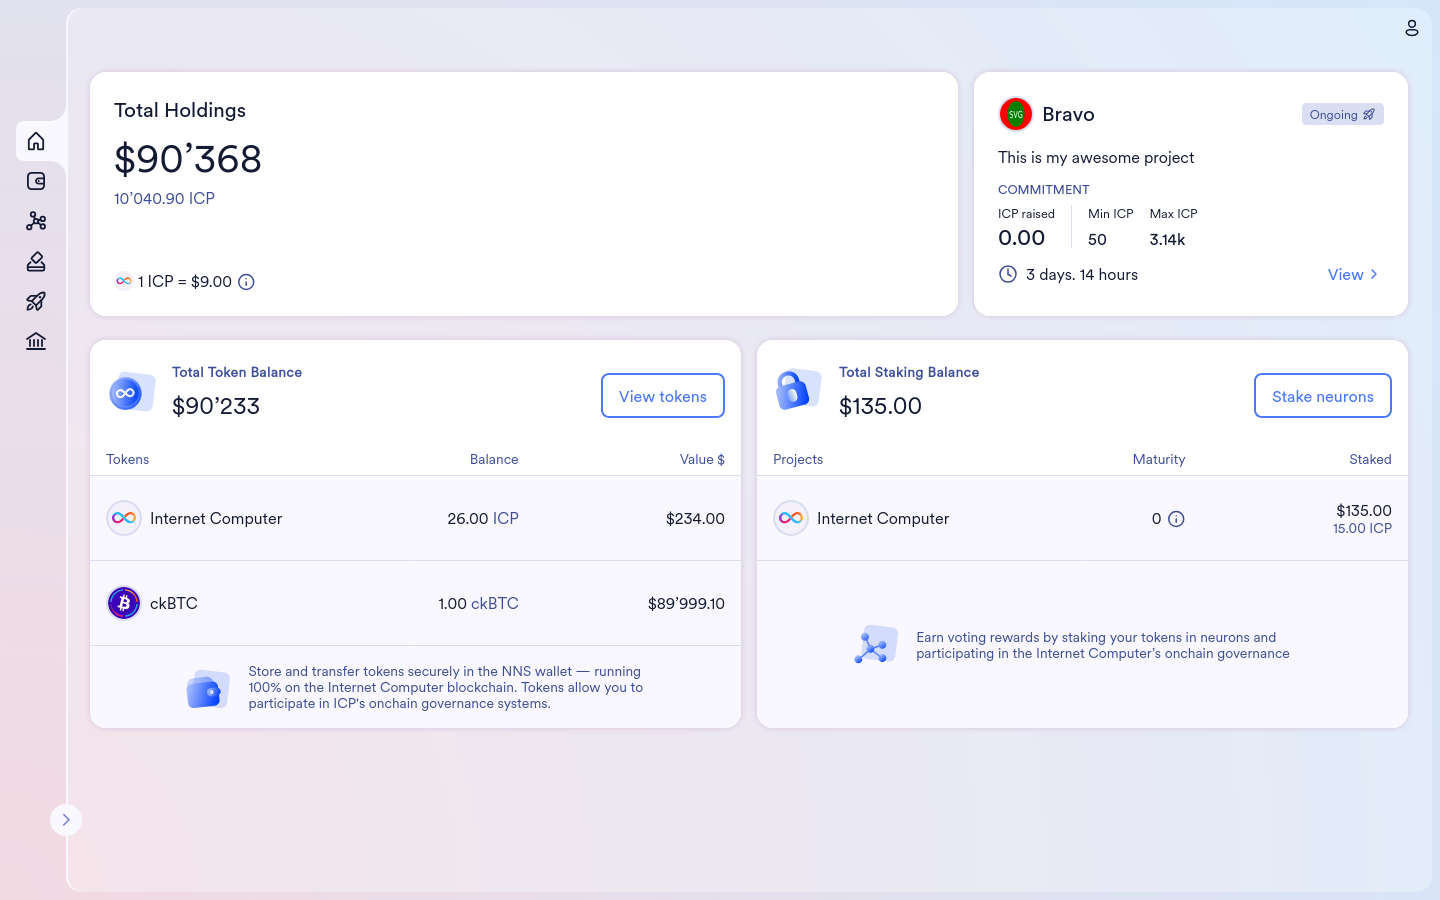 Total Holdings
$90’368
10’040.90 ICP
1 ICP = $9.00
SVG
Bravo
Ongoing
This is my awesome project
COMMITMENT
ICP raised
Min ICP
Max ICP
0.00
50
3.14k
3 days. 14 hours
View
Total Token Balance
$90’233
View tokens
Tokens
Balance
Value $
Internet Computer
26.00 ICP
$234.00
ckBTC
1.00 ckBTC
$89’999.10
Store and transfer tokens securely in the NNS wallet — running
100% on the Internet Computer blockchain. Tokens allow you to
participate in ICP's onchain governance systems.
Total Staking Balance
$135.00
Stake neurons
Projects
Maturity
Staked
Internet Computer
0
$135.00
15.00 ICP
Earn voting rewards by staking your tokens in neurons and
participating in the Internet Computer’s onchain governance